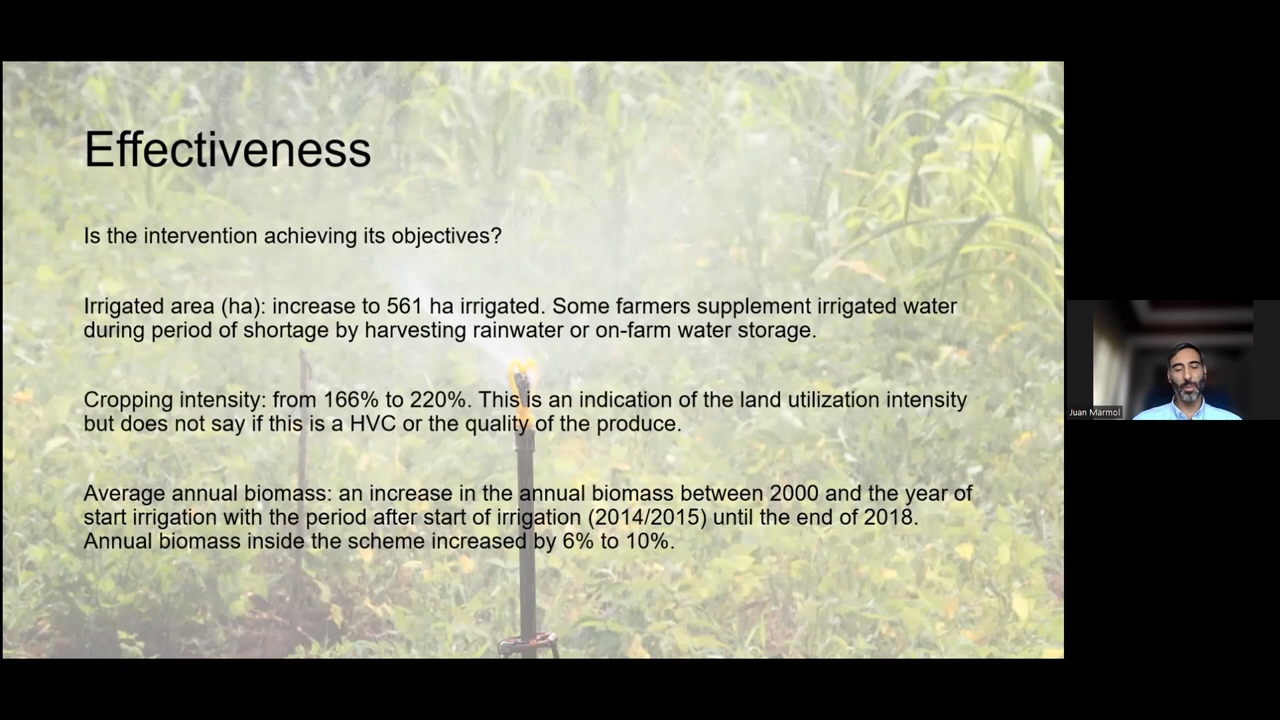 Effectiveness
Is the intervention achieving its objectives?
Irrigated area (ha): increase to 561 ha irrigated. Some farmers supplement irrigated water
during period of shortage by harvesting rainwater or on-farm water storage.
Cropping intensity: from 166% to 220%. This is an indication of the land utilization intensity
but does not say if this is a HVC or the quality of the produce.
Average annual biomass: an increase in the annual biomass between 2000 and the year of
start irrigation with the period after start of irrigation (2014/2015) until the end of 2018.
Annual biomass inside the scheme increased by 6% to 10%.
Juan Marmol